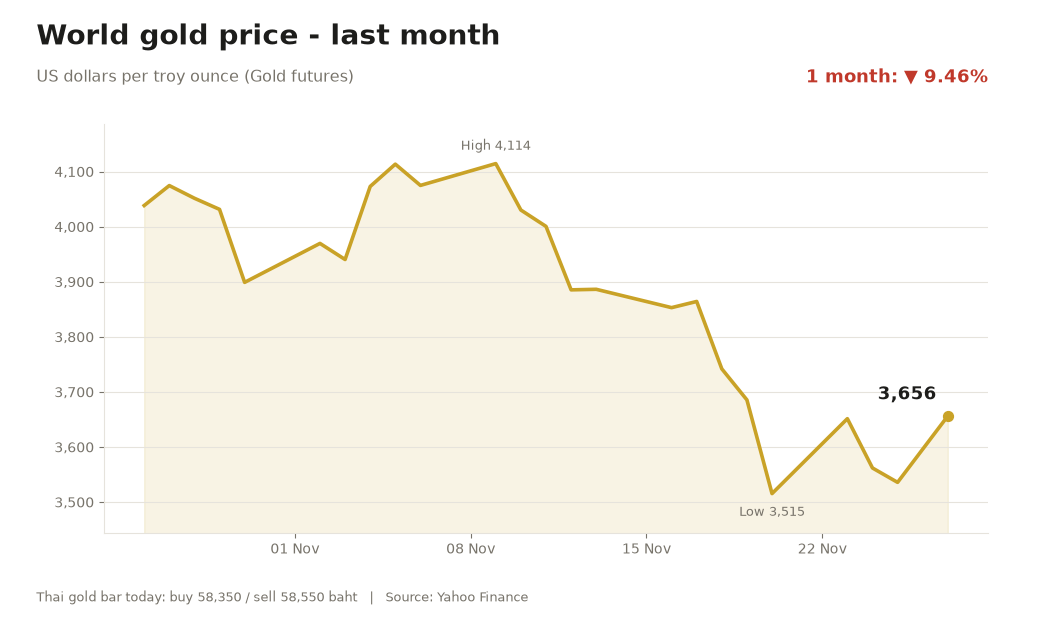 World gold price - last month
US dollars per troy ounce (Gold futures)
1 month: ▼ 9.46%
High 4,114
4,100
4,000
3,900
3,800
3,700
3,656
3,600
3,500
Low 3,515
01 Nov
08 Nov
15 Nov
22 Nov
Thai gold bar today: buy 58,350 / sell 58,550 baht | Source: Yahoo Finance